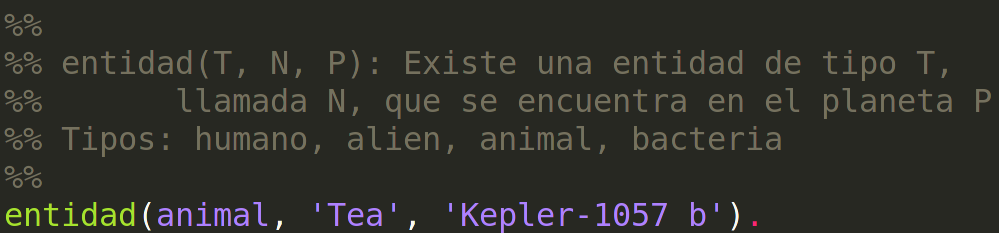 %%
%% entidad(T, N, P): Existe una entidad de tipo T,
%%       llamada N, que se encuentra en el planeta P
%% Tipos: humano, alien, animal, bacteria
%%
entidad(animal, 'Tea', 'Kepler-1057 b').